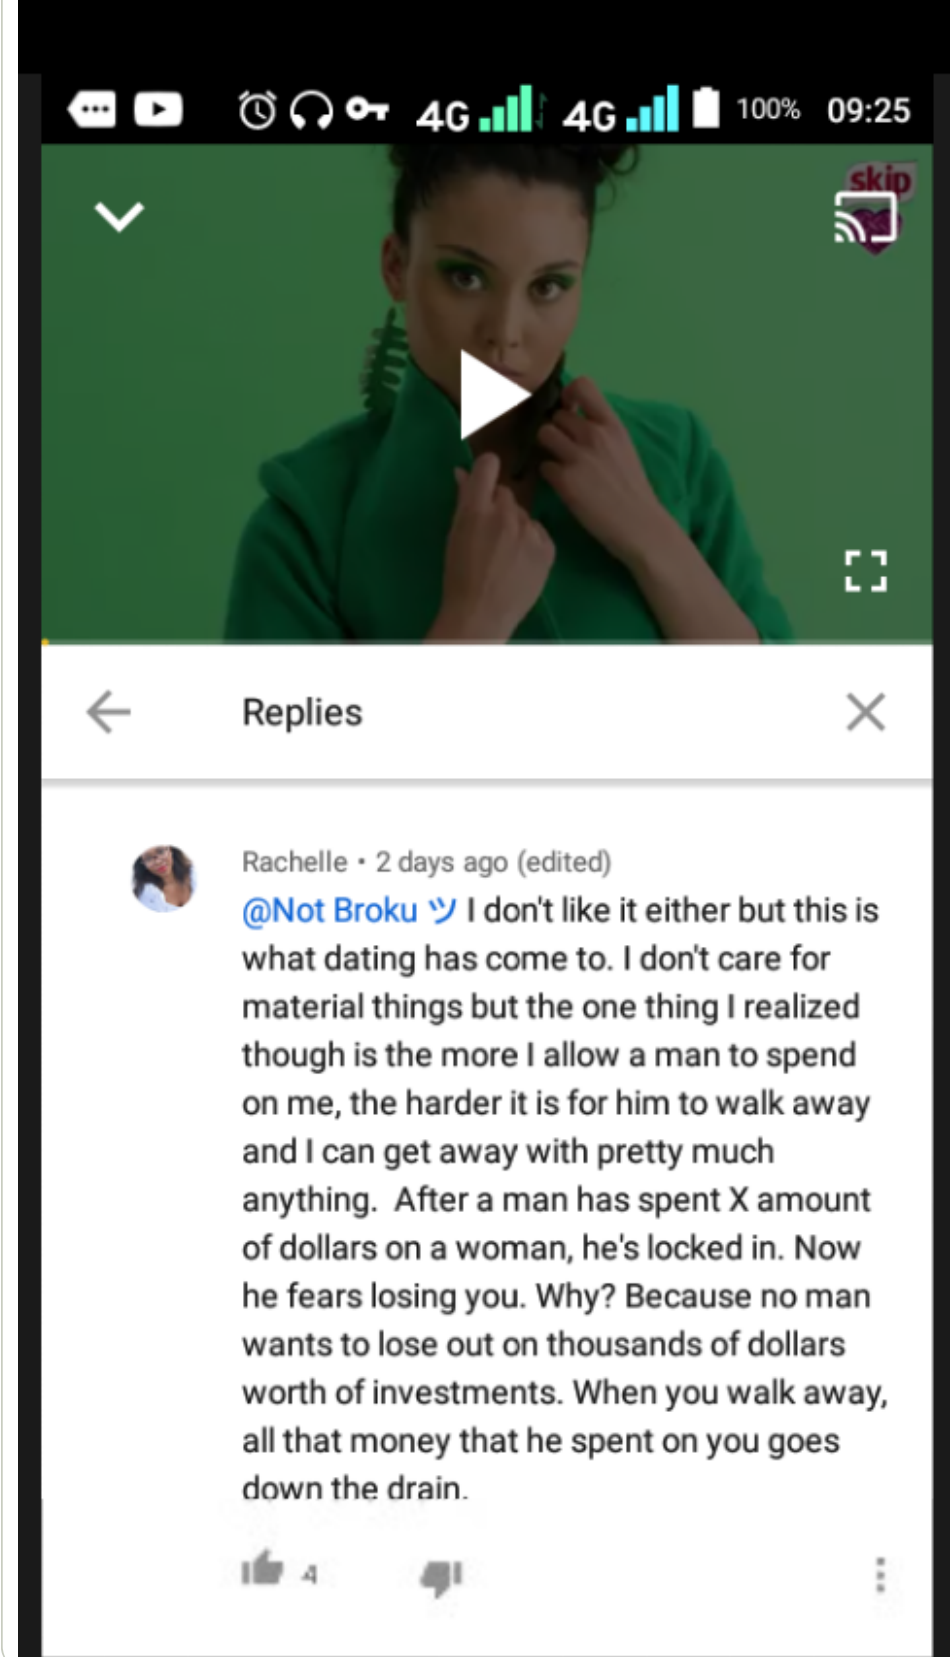 4G 4G 100% 09:25
skip
Replies
Rachelle • 2 days ago (edited)
@Not Broku ツ I don't like it either but this is
what dating has come to. I don't care for
material things but the one thing I realized
though is the more I allow a man to spend
on me, the harder it is for him to walk away
and I can get away with pretty much
anything.  After a man has spent X amount
of dollars on a woman, he's locked in. Now
he fears losing you. Why? Because no man
wants to lose out on thousands of dollars
worth of investments. When you walk away,
all that money that he spent on you goes
down the drain.
4